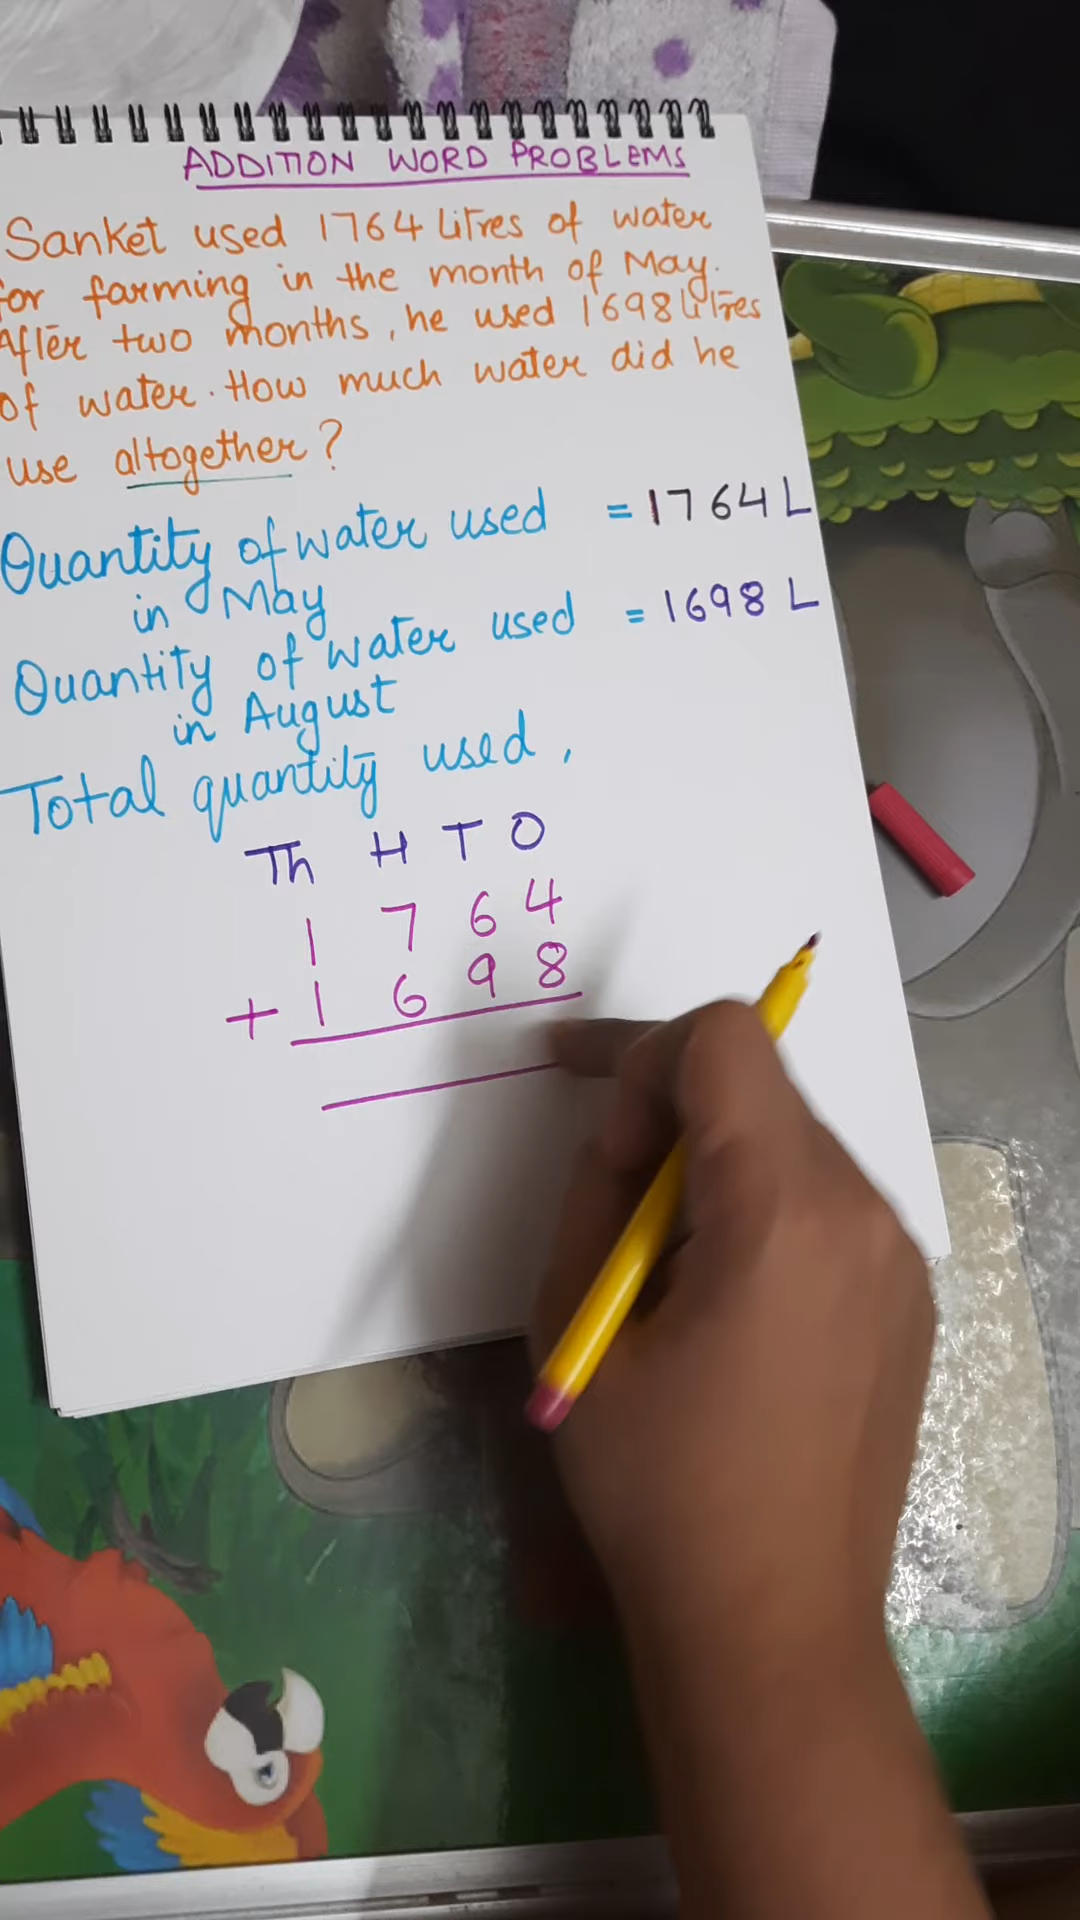 ADDITION WORD PROBLEMS
Sanket used 1764 Litres of water
for farming in the month of May.
After two months, he used 1698 Litres
of water. How much water did he
use altogether?
Quantity of water used = 1764 L
in May
Quantity of water used = 1698 L
in August
Total quantity used,
Th H T O
1 7 6 4
+ 1 6 9 8